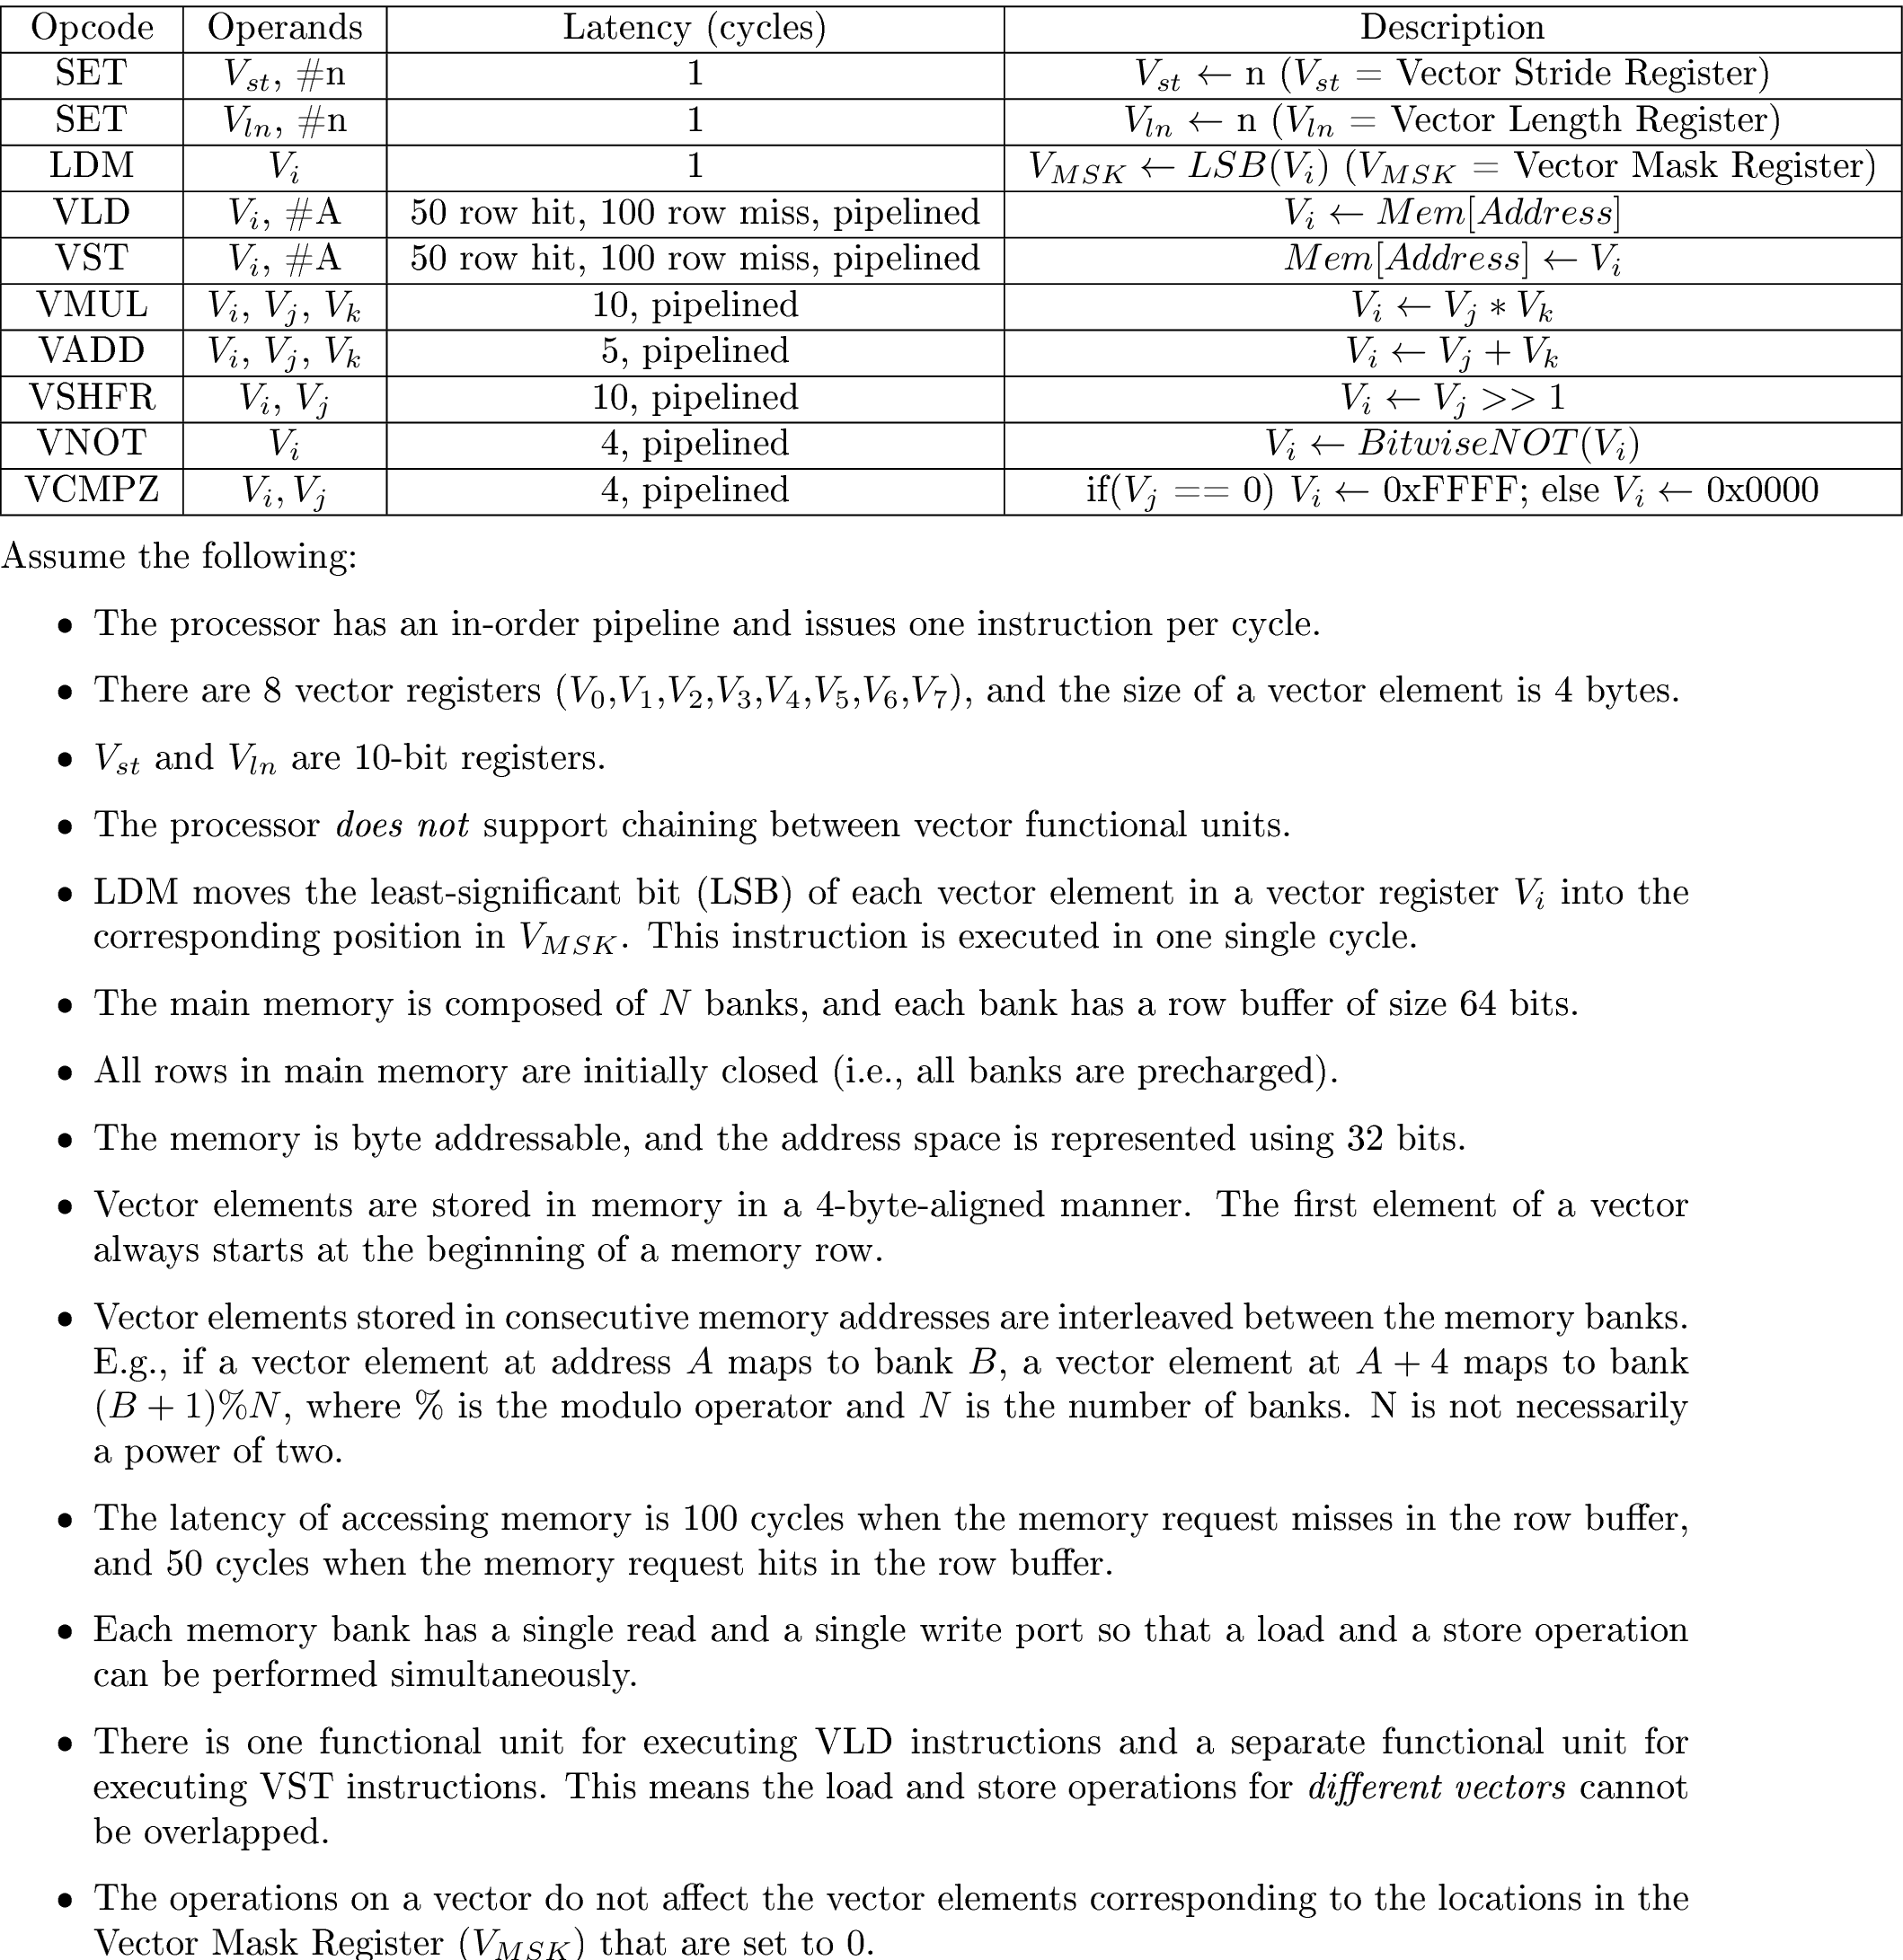 Opcode Operands Latency (cycles) Description
SET V_{st}, #n 1 V_{st} ← n (V_{st} = Vector Stride Register)
SET V_{ln}, #n 1 V_{ln} ← n (V_{ln} = Vector Length Register)
LDM V_i 1 V_{MSK} ← LSB(V_i) (V_{MSK} = Vector Mask Register)
VLD V_i, #A 50 row hit, 100 row miss, pipelined V_i ← Mem[Address]
VST V_i, #A 50 row hit, 100 row miss, pipelined Mem[Address] ← V_i
VMUL V_i, V_j, V_k 10, pipelined V_i ← V_j * V_k
VADD V_i, V_j, V_k 5, pipelined V_i ← V_j + V_k
VSHFR V_i, V_j 10, pipelined V_i ← V_j >> 1
VNOT V_i 4, pipelined V_i ← BitwiseNOT(V_i)
VCMPZ V_i, V_j 4, pipelined if(V_j == 0) V_i ← 0xFFFF; else V_i ← 0x0000
Assume the following:
• The processor has an in-order pipeline and issues one instruction per cycle.
• There are 8 vector registers (V_0,V_1,V_2,V_3,V_4,V_5,V_6,V_7), and the size of a vector element is 4 bytes.
• V_{st} and V_{ln} are 10-bit registers.
• The processor does not support chaining between vector functional units.
• LDM moves the least-significant bit (LSB) of each vector element in a vector register V_i into the
corresponding position in V_{MSK}. This instruction is executed in one single cycle.
• The main memory is composed of N banks, and each bank has a row buffer of size 64 bits.
• All rows in main memory are initially closed (i.e., all banks are precharged).
• The memory is byte addressable, and the address space is represented using 32 bits.
• Vector elements are stored in memory in a 4-byte-aligned manner. The first element of a vector
always starts at the beginning of a memory row.
• Vector elements stored in consecutive memory addresses are interleaved between the memory banks.
E.g., if a vector element at address A maps to bank B, a vector element at A + 4 maps to bank
(B + 1)%N, where % is the modulo operator and N is the number of banks. N is not necessarily
a power of two.
• The latency of accessing memory is 100 cycles when the memory request misses in the row buffer,
and 50 cycles when the memory request hits in the row buffer.
• Each memory bank has a single read and a single write port so that a load and a store operation
can be performed simultaneously.
• There is one functional unit for executing VLD instructions and a separate functional unit for
executing VST instructions. This means the load and store operations for different vectors cannot
be overlapped.
• The operations on a vector do not affect the vector elements corresponding to the locations in the
Vector Mask Register (V_{MSK}) that are set to 0.